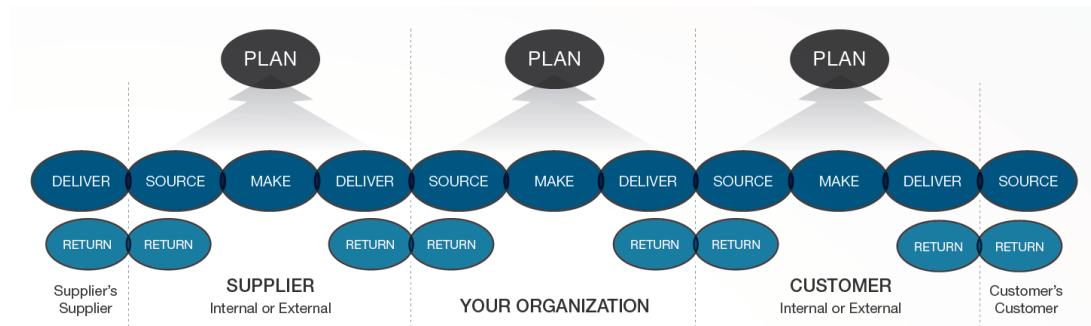 PLAN
PLAN
PLAN
DELIVER
SOURCE
MAKE
DELIVER
SOURCE
MAKE
DELIVER
SOURCE
MAKE
DELIVER
SOURCE
RETURN
RETURN
RETURN
RETURN
RETURN
RETURN
RETURN
RETURN
Supplier's
Supplier
SUPPLIER
Internal or External
YOUR ORGANIZATION
CUSTOMER
Internal or External
Customer's
Customer